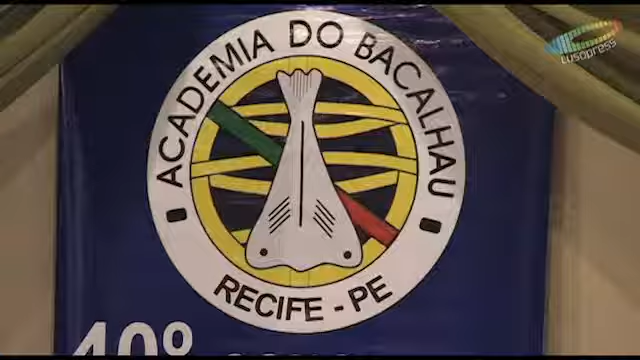 LUSOPRESS
ACADEMIA DO BACALHAU
RECIFE - PE
40º